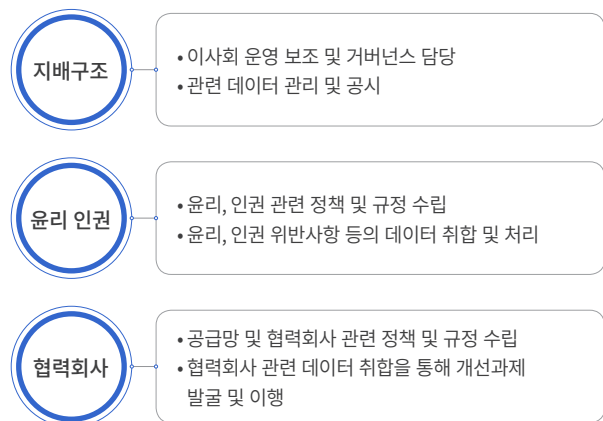 지배구조
• 이사회 운영 보조 및 거버넌스 담당
• 관련 데이터 관리 및 공시
윤리 인권
• 윤리, 인권 관련 정책 및 규정 수립
• 윤리, 인권 위반사항 등의 데이터 취합 및 처리
협력회사
• 공급망 및 협력회사 관련 정책 및 규정 수립
• 협력회사 관련 데이터 취합을 통해 개선과제
발굴 및 이행